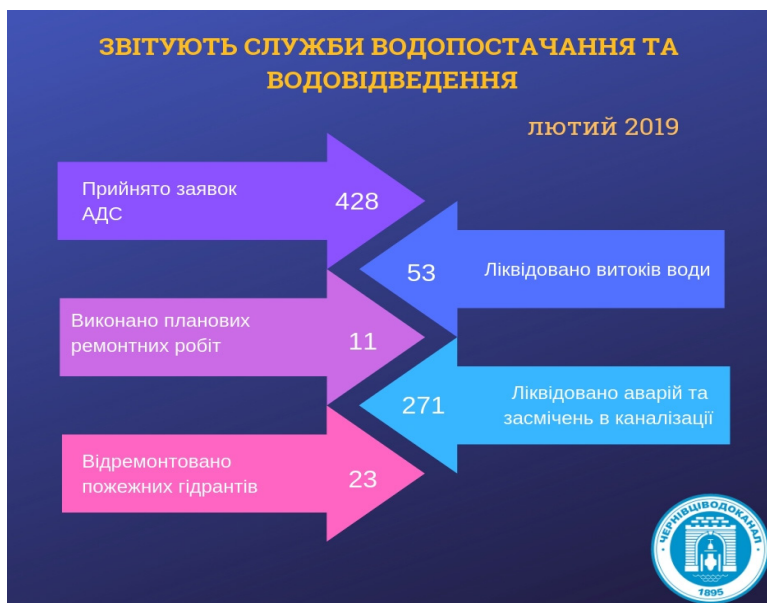 ЗВІТУЮТЬ СЛУЖБИ ВОДОПОСТАЧАННЯ ТА
ВОДОВІДВЕДЕННЯ
лютий 2019
Прийнято заявок
АДС
428
53
Ліквідовано витоків води
Виконано планових
ремонтних робіт
11
271
Ліквідовано аварій та
засмічень в каналізації
Відремонтовано
пожежних гідрантів
23
ЧЕРНІВЦІВОДОКАНАЛ
1895